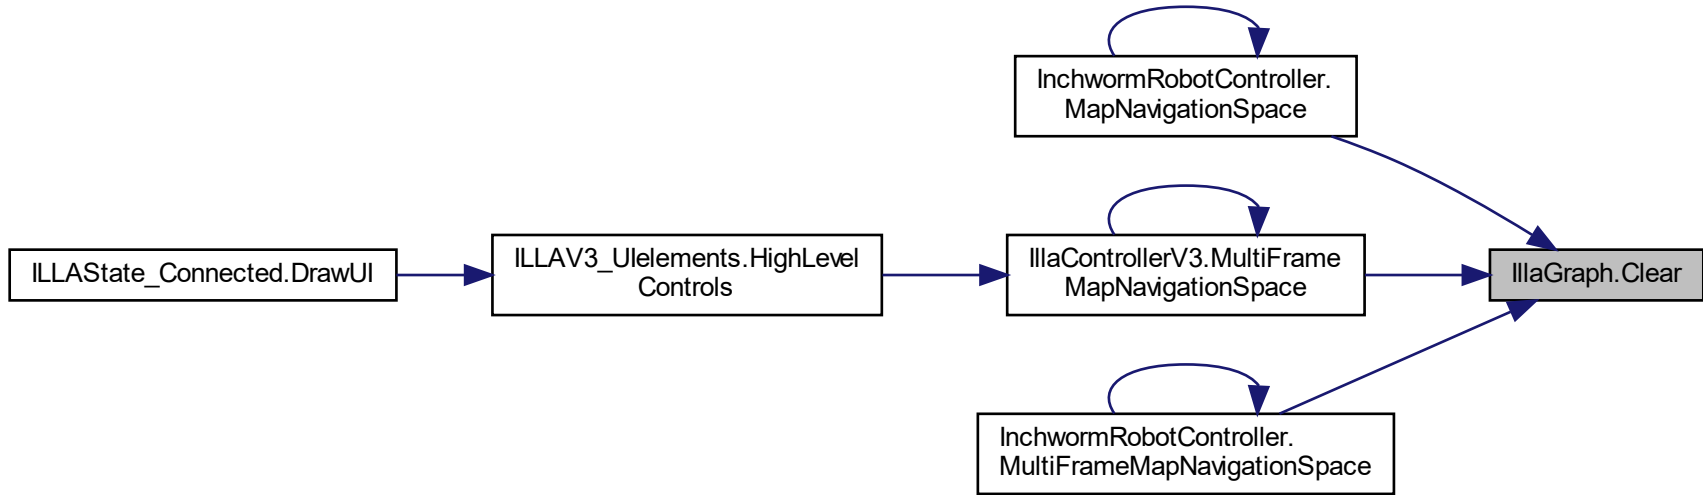 InchwormRobotController.
MapNavigationSpace
ILLAState_Connected.DrawUI
ILLAV3_UIelements.HighLevel
Controls
IllaControllerV3.MultiFrame
MapNavigationSpace
IllaGraph.Clear
InchwormRobotController.
MultiFrameMapNavigationSpace